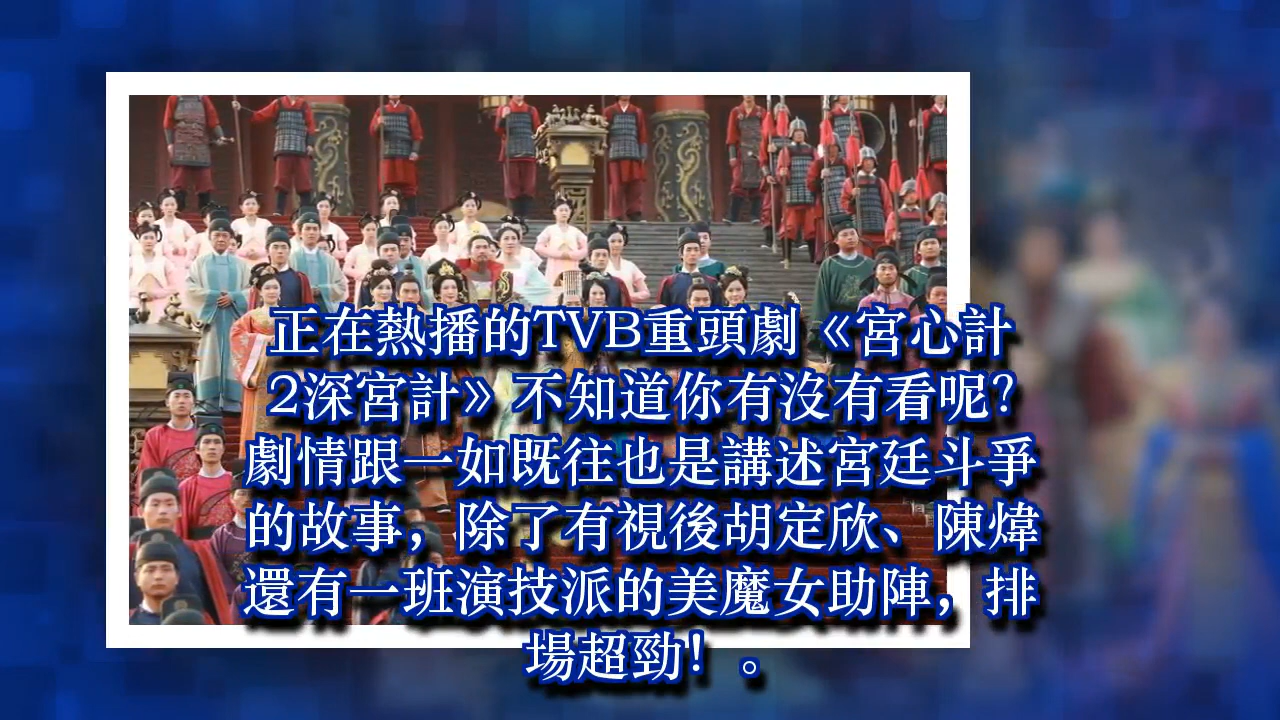 正在熱播的TVB重頭劇《宮心計
2深宮計》不知道你有沒有看呢？
劇情跟一如既往也是講述宮廷斗爭
的故事，除了有視後胡定欣、陳煒
還有一班演技派的美魔女助陣，排
場超勁！。